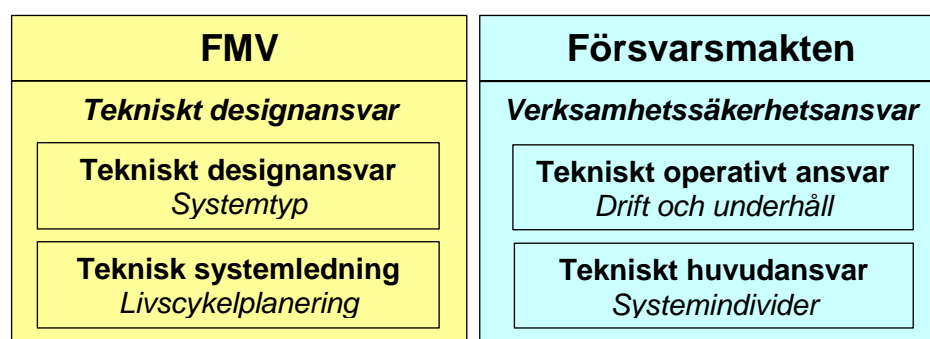 FMV
Tekniskt designansvar
Tekniskt designansvar
Systemtyp
Teknisk systemledning
Livscykelplanering
Försvarsmakten
Verksamhetssäkerhetsansvar
Tekniskt operativt ansvar
Drift och underhåll
Tekniskt huvudansvar
Systemindivider